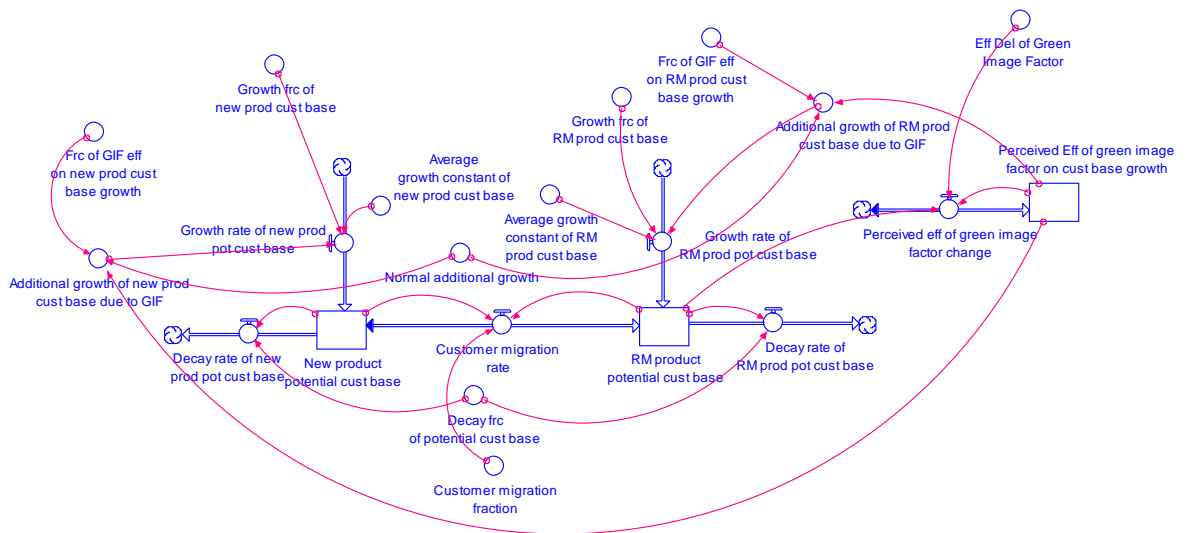 Eff Del of Green
Image Factor
Growth frc of
new prod cust base
Frc of GIF eff
on RM prod cust
base growth
Growth frc of
RM prod cust base
Additional growth of RM prod
cust base due to GIF
Perceived Eff of green image
factor on cust base growth
Frc of GIF eff
on new prod cust
base growth
Average
growth constant of
new prod cust base
Average growth
constant of RM
prod cust base
Growth rate of new prod
pot cust base
Growth rate of
RM prod pot cust base
Perceived eff of green image
factor change
Additional growth of new prod
cust base due to GIF
Normal additional growth
Decay rate of new
prod pot cust base
New product
potential cust base
Customer migration
rate
RM product
potential cust base
Decay rate of
RM prod pot cust base
Decay frc
of potential cust base
Customer migration
fraction